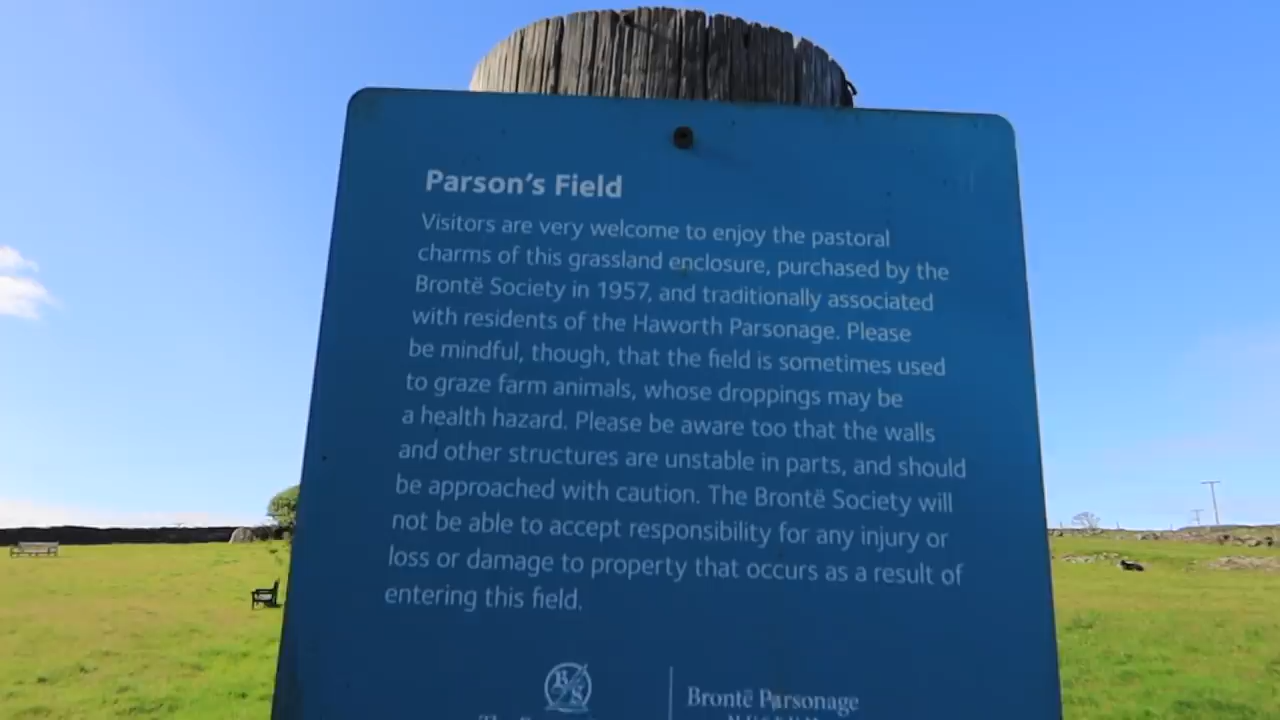 Parson's Field
Visitors are very welcome to enjoy the pastoral
charms of this grassland enclosure, purchased by the
Brontë Society in 1957, and traditionally associated
with residents of the Haworth Parsonage. Please
be mindful, though, that the field is sometimes used
to graze farm animals, whose droppings may be
a health hazard. Please be aware too that the walls
and other structures are unstable in parts, and should
be approached with caution. The Brontë Society will
not be able to accept responsibility for any injury or
loss or damage to property that occurs as a result of
entering this field.
BS
Brontë Parsonage